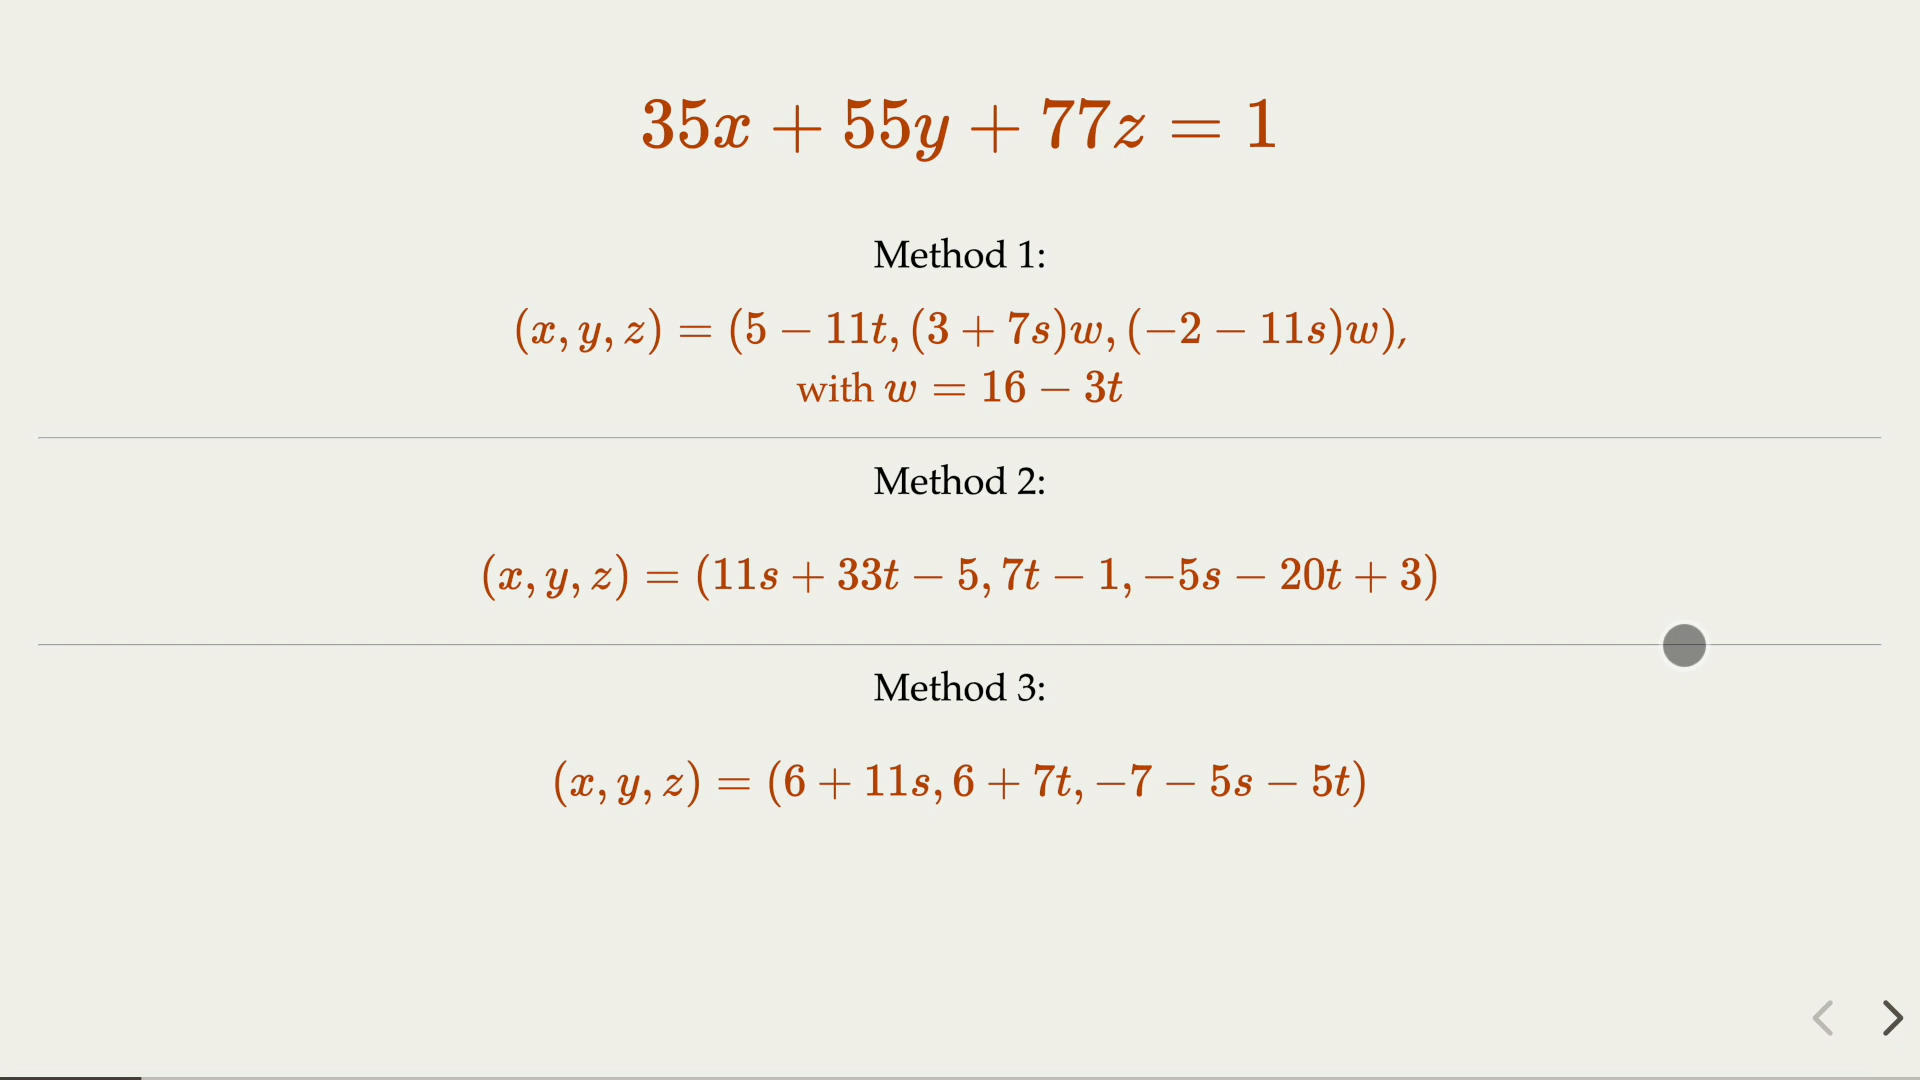 35x + 55y + 77z = 1
Method 1:
(x, y, z) = (5 − 11t, (3 + 7s)w, (−2 − 11s)w),
with w = 16 − 3t
Method 2:
(x, y, z) = (11s + 33t − 5, 7t − 1, −5s − 20t + 3)
Method 3:
(x, y, z) = (6 + 11s, 6 + 7t, −7 − 5s − 5t)